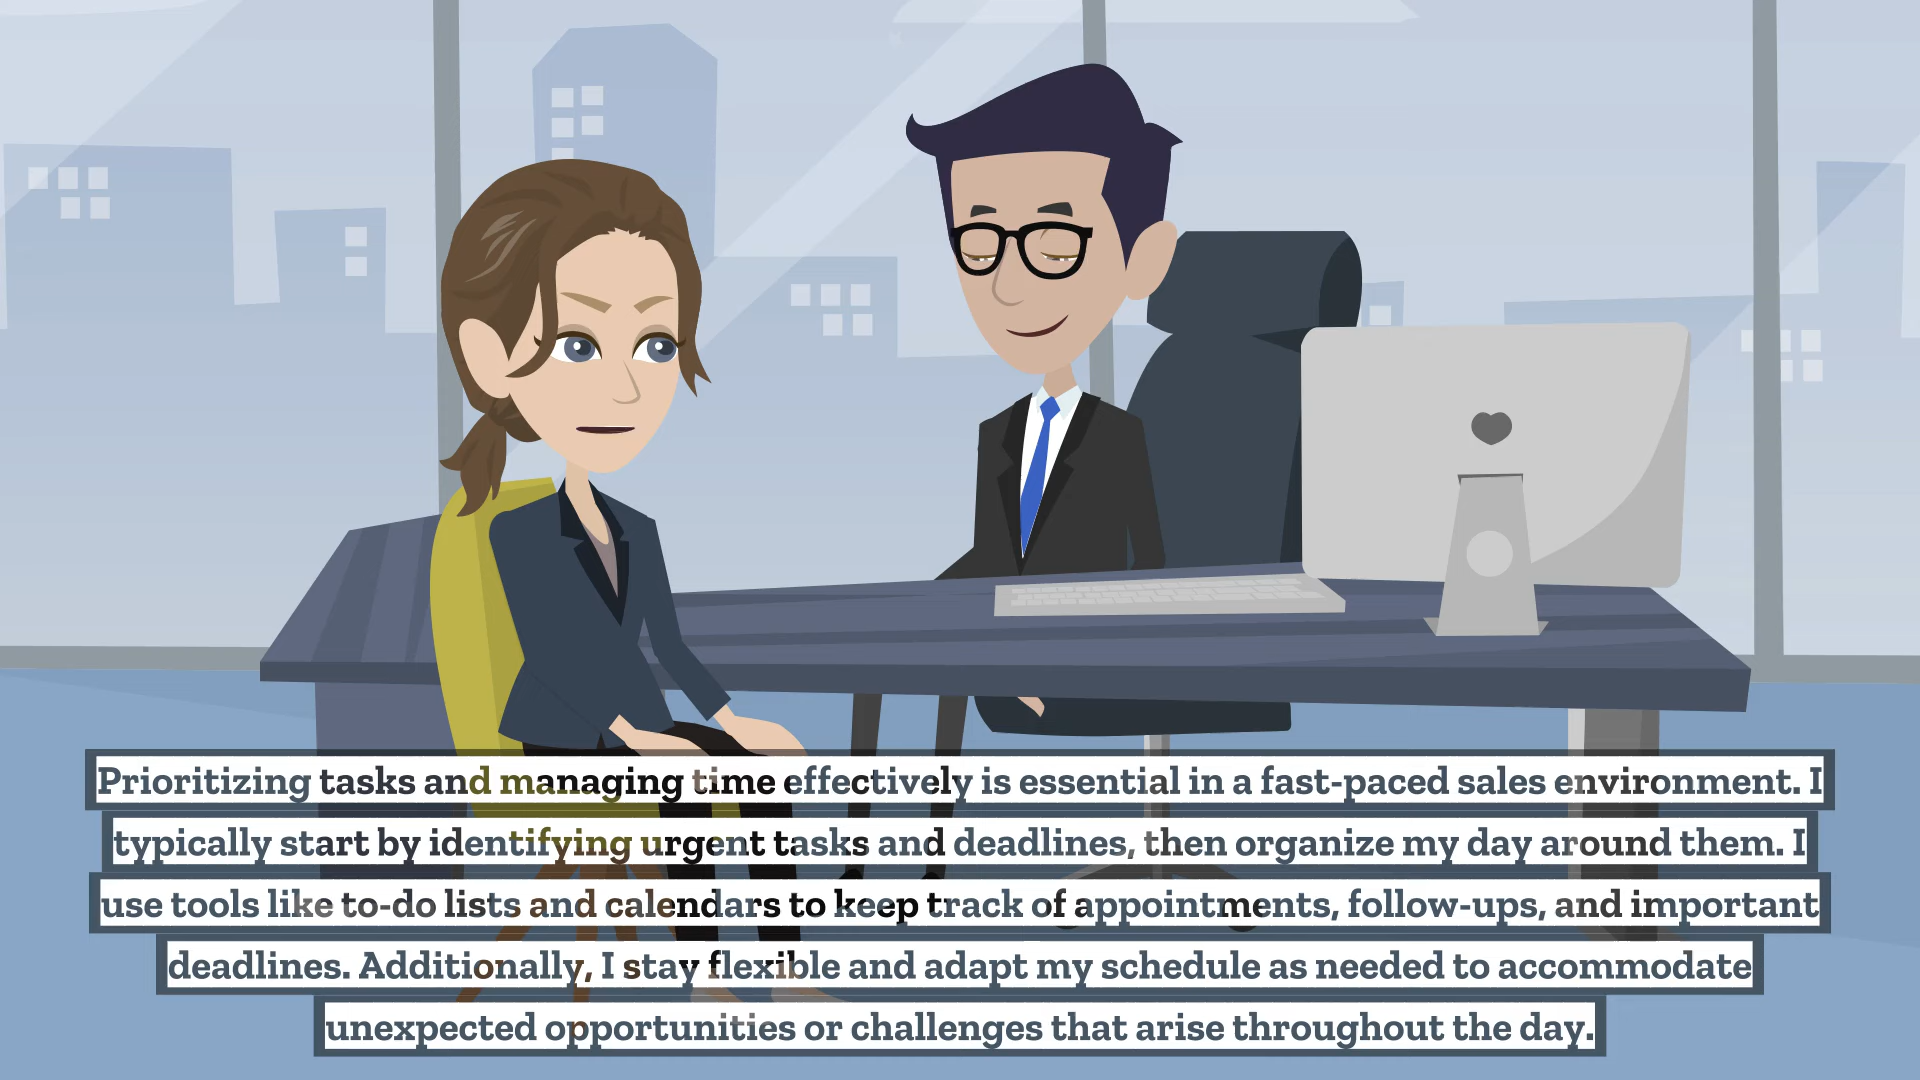 Prioritizing tasks and managing time effectively is essential in a fast-paced sales environment. I
typically start by identifying urgent tasks and deadlines, then organize my day around them. I
use tools like to-do lists and calendars to keep track of appointments, follow-ups, and important
deadlines. Additionally, I stay flexible and adapt my schedule as needed to accommodate
unexpected opportunities or challenges that arise throughout the day.